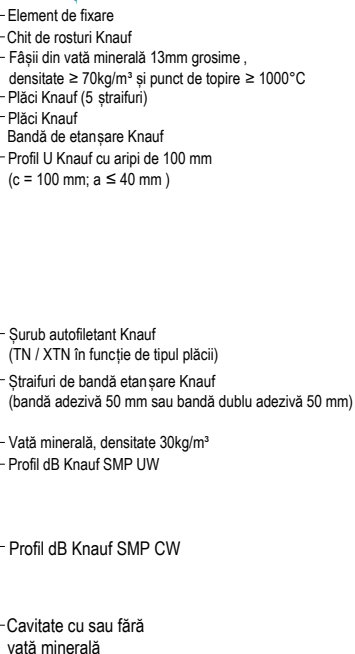 Element de fixare
Chit de rosturi Knauf
Fâșii din vată minerală 13mm grosime ,
densitate ≥ 70kg/m³ și punct de topire ≥ 1000°C
Plăci Knauf (5 ștraifuri)
Plăci Knauf
Bandă de etanșare Knauf
Profil U Knauf cu aripi de 100 mm
(c = 100 mm; a ≤ 40 mm )
Șurub autofiletant Knauf
(TN / XTN în funcție de tipul plăcii)
Ștraifuri de bandă etanșare Knauf
(bandă adezivă 50 mm sau bandă dublu adezivă 50 mm)
Vată minerală, densitate 30kg/m³
Profil dB Knauf SMP UW
Profil dB Knauf SMP CW
Cavitate cu sau fără
vată minerală